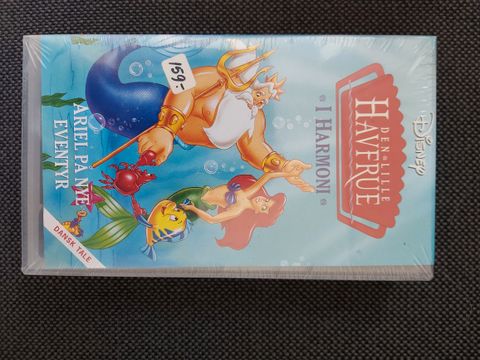 DISNEY
DEN LILLE
HAVFRUE
I HARMONI
159.-
ARIEL PÅ NYE
EVENTYR
DANSK TALE